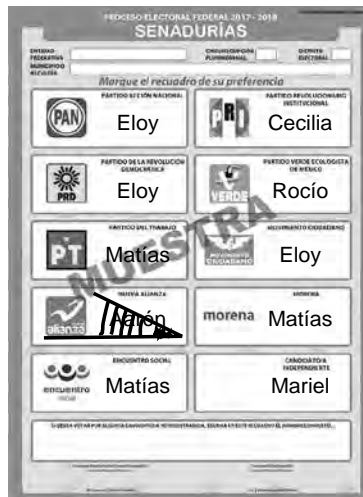 PROCESO ELECTORAL FEDERAL 2017 - 2018
SENADURÍAS
ENTIDAD FEDERATIVA
CIRCUNSCRIPCIÓN PLURINOMINAL
DISTRITO ELECTORAL
MUNICIPIO O ALCALDÍA
Marque el recuadro de su preferencia
PARTIDO ACCIÓN NACIONAL
PAN
Eloy
PARTIDO REVOLUCIONARIO INSTITUCIONAL
PRI
Cecilia
PARTIDO DE LA REVOLUCIÓN DEMOCRÁTICA
PRD
Eloy
PARTIDO VERDE ECOLOGISTA DE MÉXICO
VERDE
Rocío
PARTIDO DEL TRABAJO
PT
Matías
MOVIMIENTO CIUDADANO
MOVIMIENTO CIUDADANO
Eloy
MUESTRA
NUEVA ALIANZA
alianza
Aarón
MORENA
morena
Matías
ENCUENTRO SOCIAL
encuentro social
Matías
CANDIDATO/A INDEPENDIENTE
Mariel